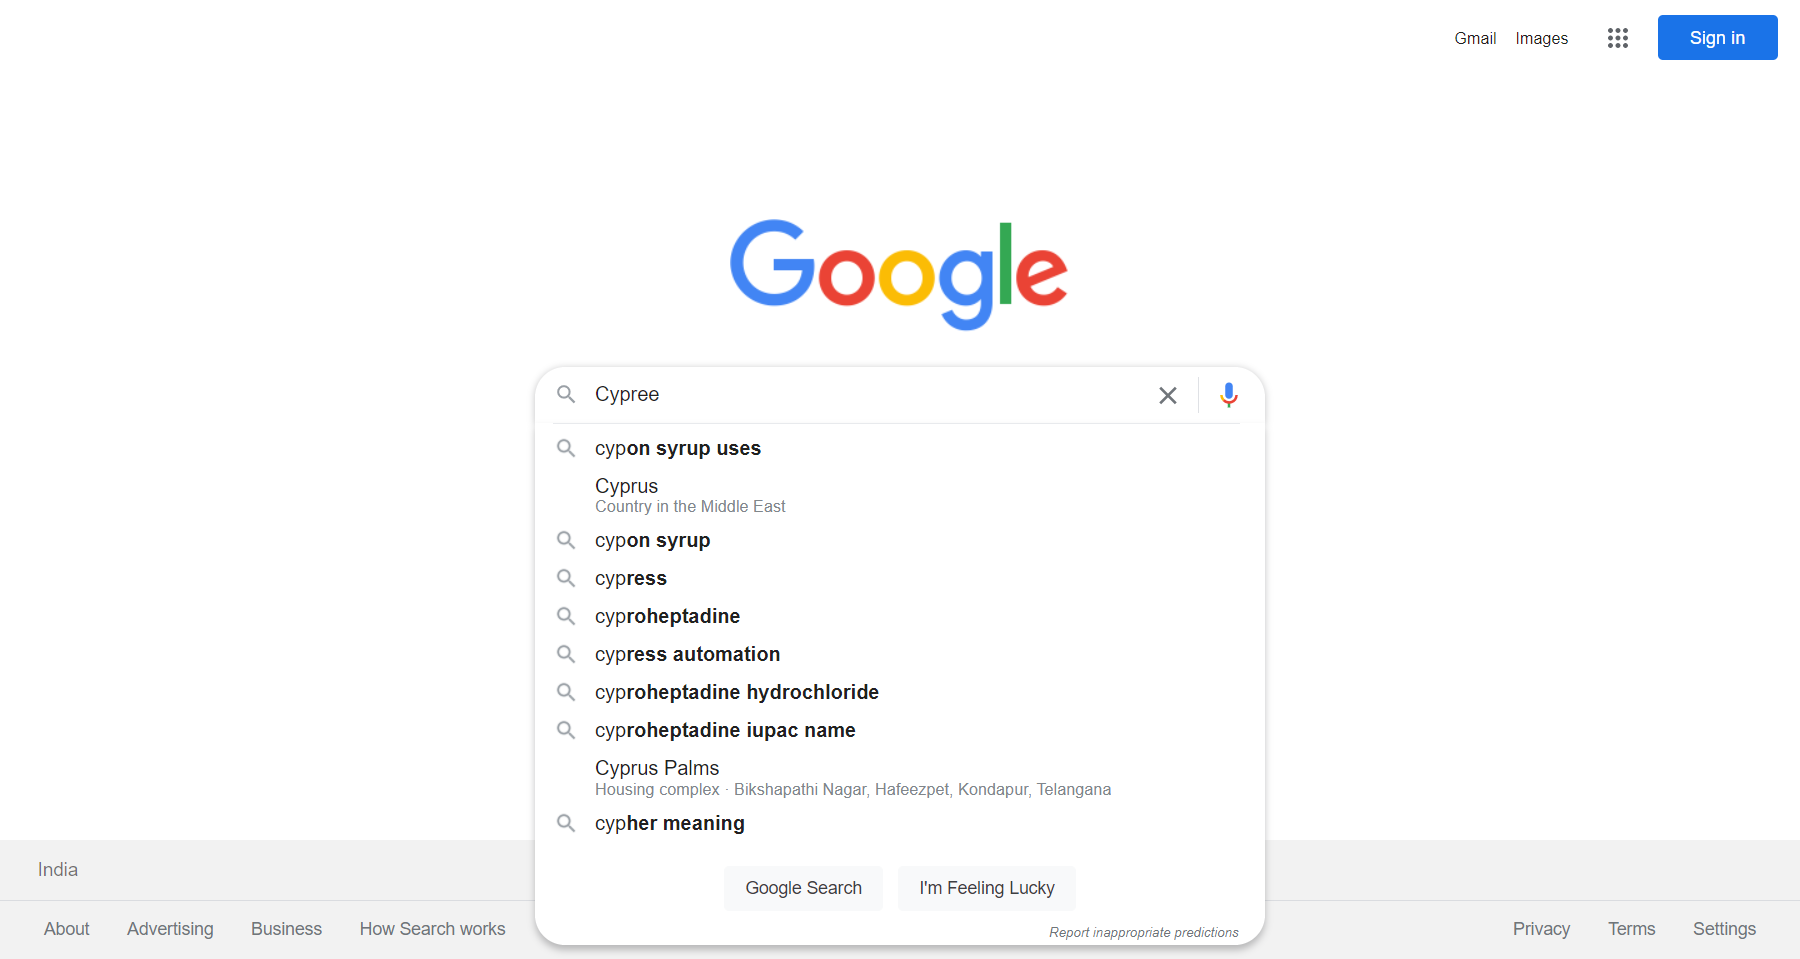 Gmail Images Sign in
Google
Cypree
cypon syrup uses
Cyprus
Country in the Middle East
cypon syrup
cypress
cyproheptadine
cypress automation
cyproheptadine hydrochloride
cyproheptadine iupac name
Cyprus Palms
Housing complex · Bikshapathi Nagar, Hafeezpet, Kondapur, Telangana
cypher meaning
Google Search I'm Feeling Lucky
Report inappropriate predictions
India
About Advertising Business How Search works Privacy Terms Settings